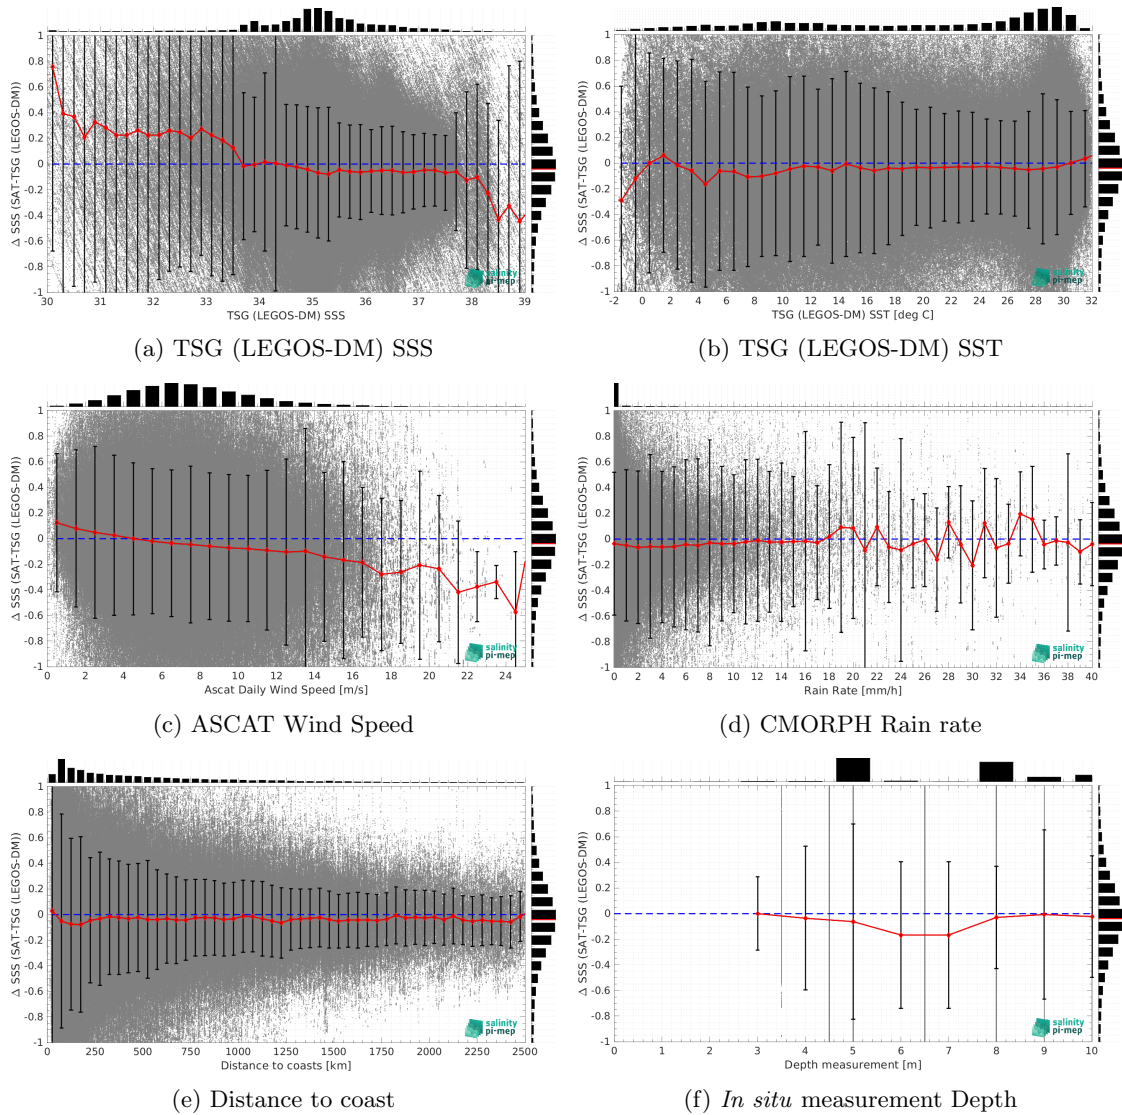 Δ SSS (SAT-TSG (LEGOS-DM))
1
0.8
0.6
0.4
0.2
0
-0.2
-0.4
-0.6
-0.8
-1
30 31 32 33 34 35 36 37 38 39
TSG (LEGOS-DM) SSS
salinity
pi-mep
(a) TSG (LEGOS-DM) SSS
Δ SSS (SAT-TSG (LEGOS-DM))
1
0.8
0.6
0.4
0.2
0
-0.2
-0.4
-0.6
-0.8
-1
-2 0 2 4 6 8 10 12 14 16 18 20 22 24 26 28 30 32
TSG (LEGOS-DM) SST [deg C]
salinity
pi-mep
(b) TSG (LEGOS-DM) SST
Δ SSS (SAT-TSG (LEGOS-DM))
1
0.8
0.6
0.4
0.2
0
-0.2
-0.4
-0.6
-0.8
-1
0 2 4 6 8 10 12 14 16 18 20 22 24
Ascat Daily Wind Speed [m/s]
salinity
pi-mep
(c) ASCAT Wind Speed
Δ SSS (SAT-TSG (LEGOS-DM))
1
0.8
0.6
0.4
0.2
0
-0.2
-0.4
-0.6
-0.8
-1
0 2 4 6 8 10 12 14 16 18 20 22 24 26 28 30 32 34 36 38 40
Rain Rate [mm/h]
salinity
pi-mep
(d) CMORPH Rain rate
Δ SSS (SAT-TSG (LEGOS-DM))
1
0.8
0.6
0.4
0.2
0
-0.2
-0.4
-0.6
-0.8
-1
0 250 500 750 1000 1250 1500 1750 2000 2250 2500
Distance to coasts [km]
salinity
pi-mep
(e) Distance to coast
Δ SSS (SAT-TSG (LEGOS-DM))
1
0.8
0.6
0.4
0.2
0
-0.2
-0.4
-0.6
-0.8
-1
0 1 2 3 4 5 6 7 8 9 10
Depth measurement [m]
salinity
pi-mep
(f) In situ measurement Depth